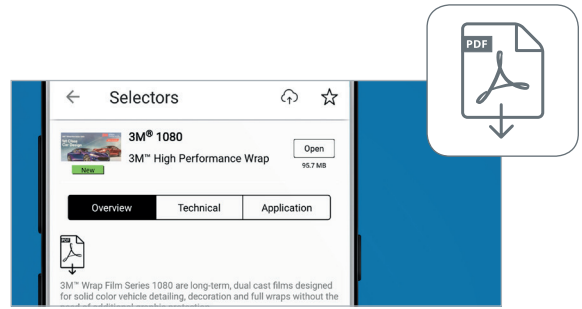 PDF
Selectors
3M® 1080
3M™ High Performance Wrap
Open
95.7 MB
New
Overview
Technical
Application
PDF
3M™ Wrap Film Series 1080 are long-term, dual cast films designed
for solid color vehicle detailing, decoration and full wraps without the